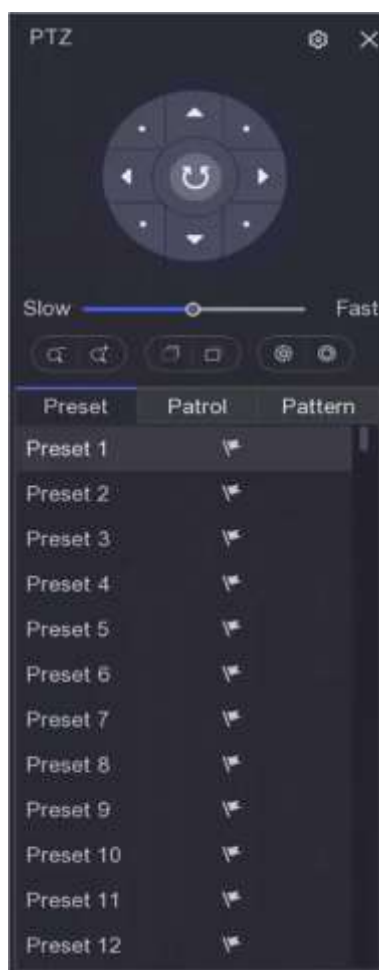 PTZ
Slow Fast
Preset Patrol Pattern
Preset 1
Preset 2
Preset 3
Preset 4
Preset 5
Preset 6
Preset 7
Preset 8
Preset 9
Preset 10
Preset 11
Preset 12